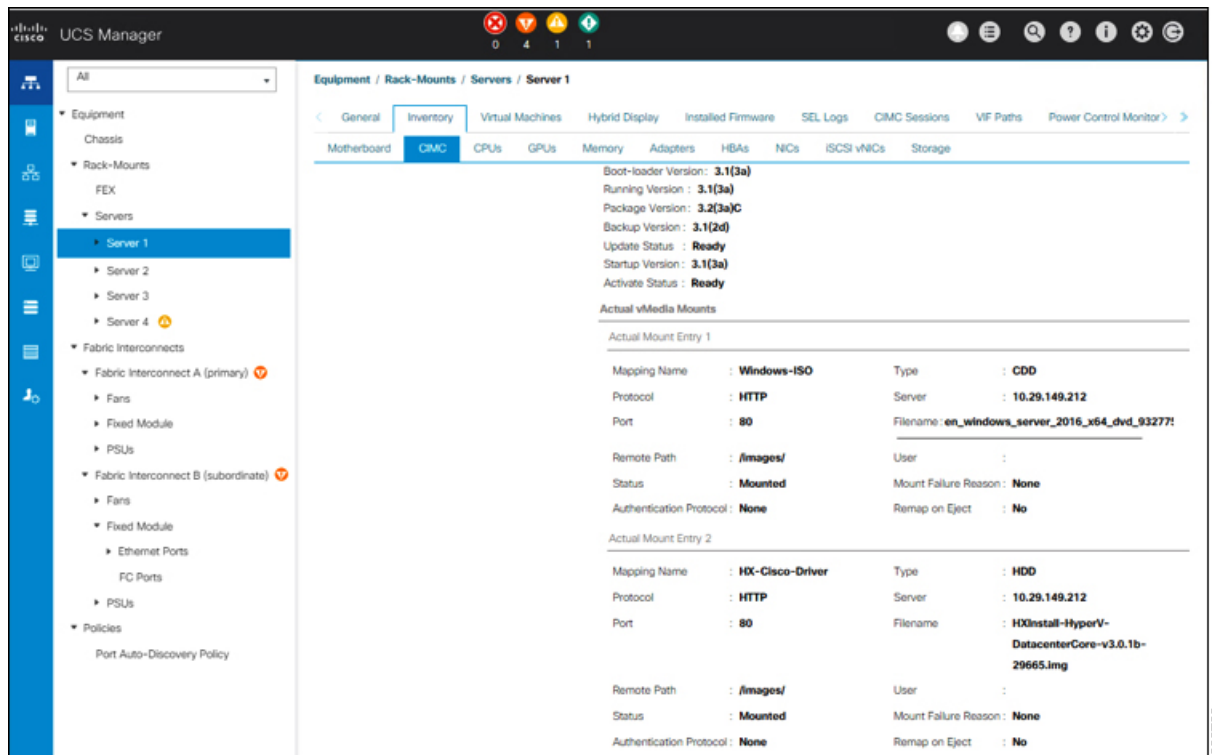 cisco UCS Manager
0 4 1 1
All
Equipment
Chassis
Rack-Mounts
FEX
Servers
Server 1
Server 2
Server 3
Server 4
Fabric Interconnects
Fabric Interconnect A (primary)
Fans
Fixed Module
PSUs
Fabric Interconnect B (subordinate)
Fans
Fixed Module
Ethernet Ports
FC Ports
PSUs
Policies
Port Auto-Discovery Policy
Equipment / Rack-Mounts / Servers / Server 1
General Inventory Virtual Machines Hybrid Display Installed Firmware SEL Logs CIMC Sessions VIF Paths Power Control Monitor
Motherboard CIMC CPUs GPUs Memory Adapters HBAs NICs iSCSI vNICs Storage
Boot-loader Version: 3.1(3a)
Running Version : 3.1(3a)
Package Version: 3.2(3a)C
Backup Version : 3.1(2d)
Update Status : Ready
Startup Version : 3.1(3a)
Activate Status : Ready
Actual vMedia Mounts
Actual Mount Entry 1
Mapping Name : Windows-ISO Type : CDD
Protocol : HTTP Server : 10.29.149.212
Port : 80 Filename : en_windows_server_2016_x64_dvd_932775
Remote Path : /images/ User :
Status : Mounted Mount Failure Reason : None
Authentication Protocol : None Remap on Eject : No
Actual Mount Entry 2
Mapping Name : HX-Cisco-Driver Type : HDD
Protocol : HTTP Server : 10.29.149.212
Port : 80 Filename : HXInstall-HyperV-
DatacenterCore-v3.0.1b-
29665.img
Remote Path : /images/ User :
Status : Mounted Mount Failure Reason : None
Authentication Protocol : None Remap on Eject : No